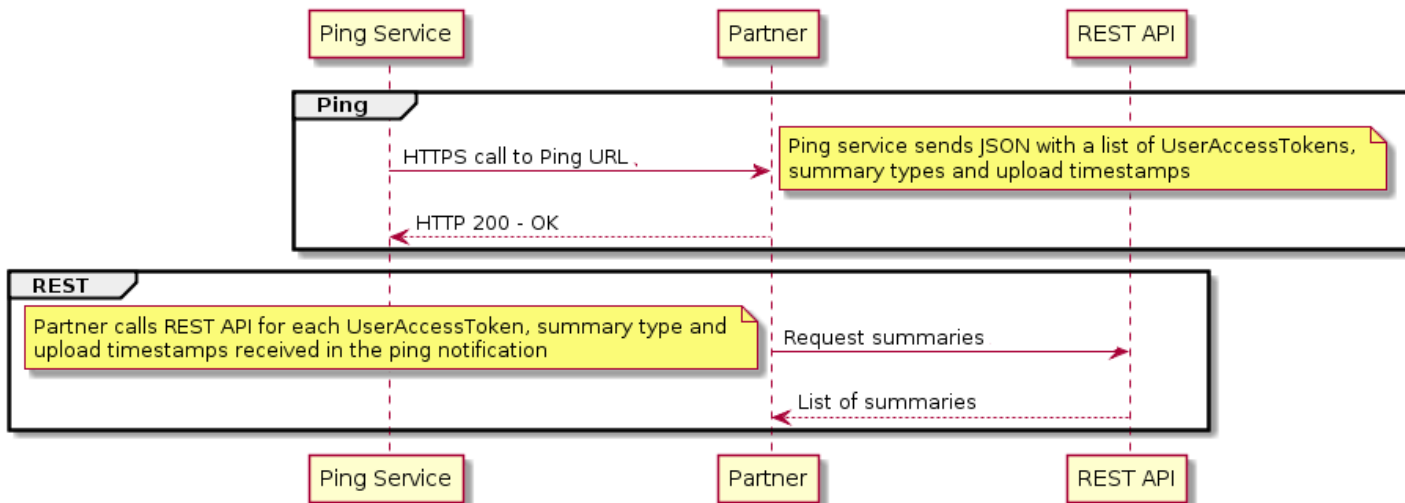 Ping Service Partner REST API
Ping
HTTPS call to Ping URL
Ping service sends JSON with a list of UserAccessTokens,
summary types and upload timestamps
HTTP 200 - OK
REST
Partner calls REST API for each UserAccessToken, summary type and
upload timestamps received in the ping notification
Request summaries
List of summaries
Ping Service Partner REST API